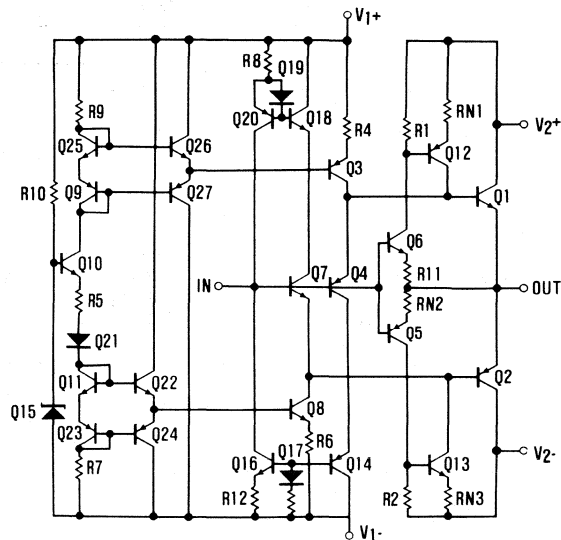 V1+
R8 Q19
R9 Q20 Q18 R4 R1 RN1 V2+
Q25 Q26 Q12
Q3
R10 Q9 Q27 Q1
Q10 Q6
R11
IN Q7 Q4 OUT
R5 RN2
Q5
Q21
Q11 Q22 Q2
Q15 Q8
Q23 Q24 R6
Q17 V2-
R7 Q16 Q14 Q13
R12 R2 RN3
V1-